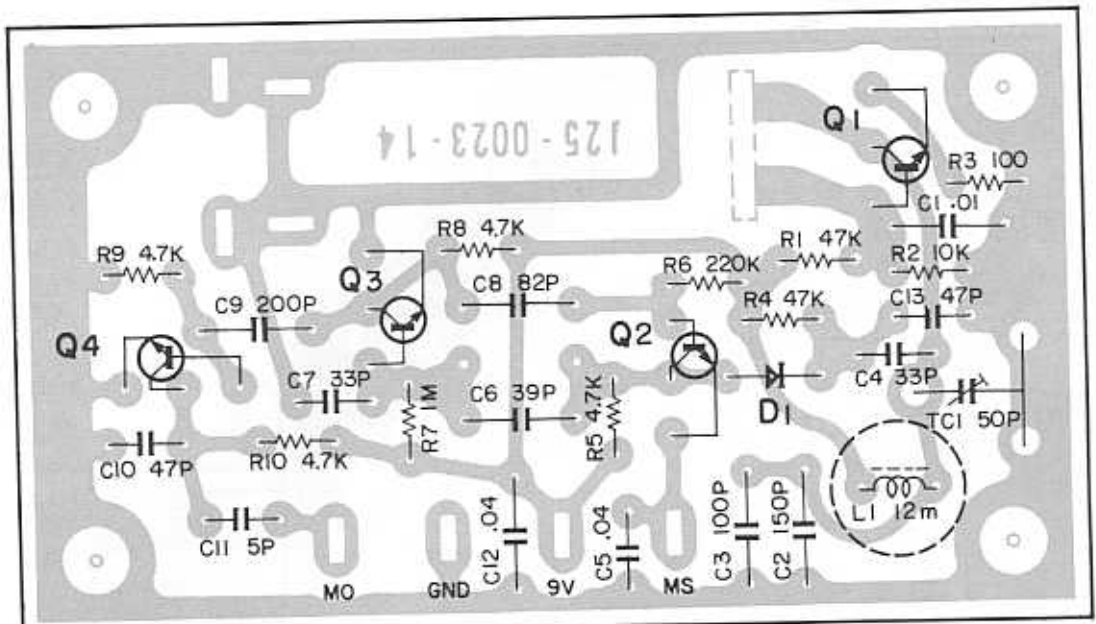 J25-0023-14
Q1
R3 100
C1 .01
R8 4.7K
R1 47K
R2 10K
R9 4.7K
Q3
C8 82P
R6 220K
C9 200P
R4 47K
C13 47P
Q4
Q2
C7 33P
C6 39P
R7 1M
R5 4.7K
D1
C4 33P
TC1 50P
C10 47P
R10 4.7K
L1 12m
C11 5P
C12 .04
C5 .04
C3 100P
C2 150P
MO
GND
9V
MS